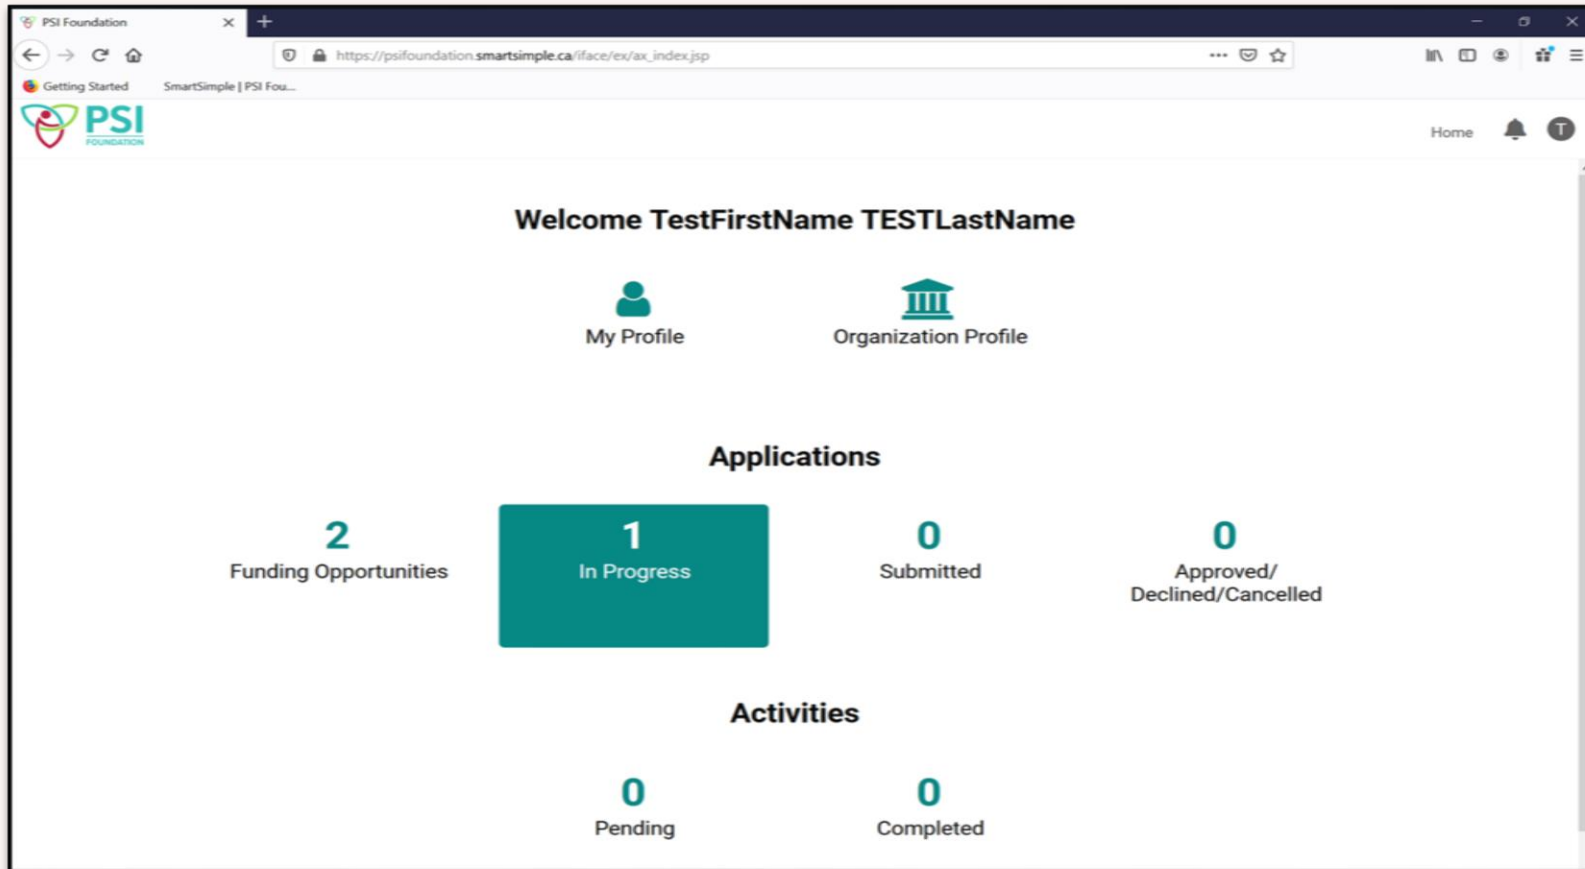 PSI Foundation
https://psifoundation.smartsimple.ca/iface/ex/ax_index.jsp
Getting Started SmartSimple | PSI Fou...
PSI
FOUNDATION
Home T
Welcome TestFirstName TESTLastName
My Profile Organization Profile
Applications
2 1 0 0
Funding Opportunities In Progress Submitted Approved/
Declined/Cancelled
Activities
0 0
Pending Completed